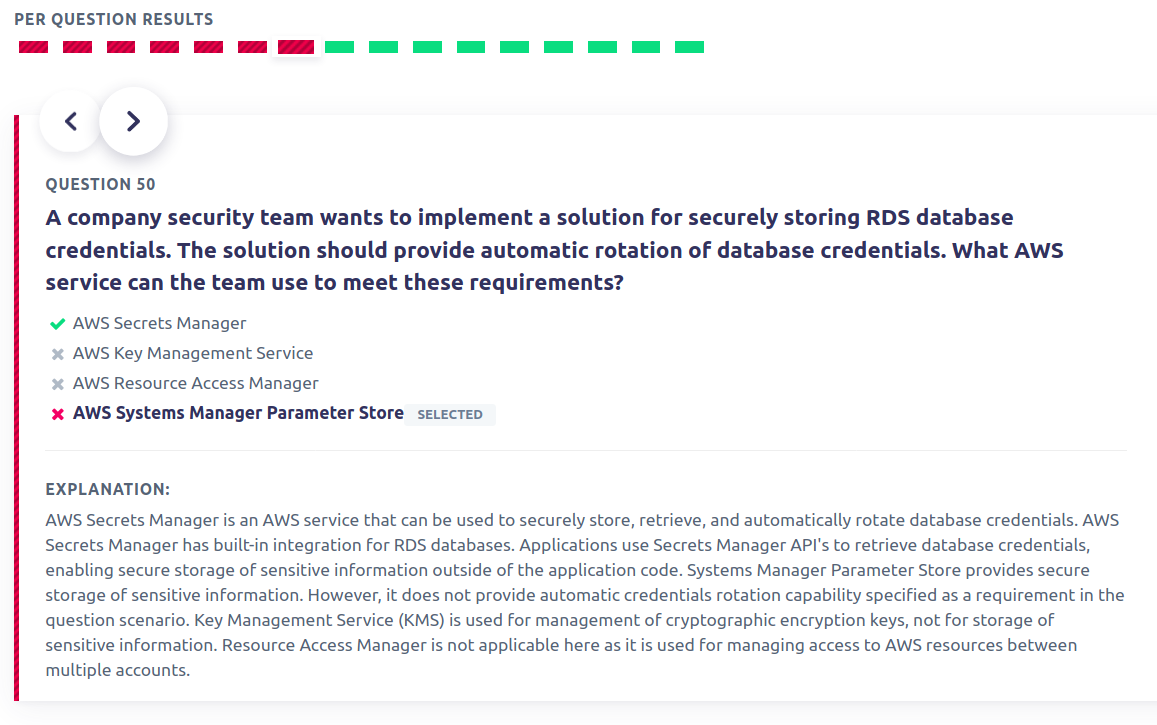 PER QUESTION RESULTS
QUESTION 50
A company security team wants to implement a solution for securely storing RDS database
credentials. The solution should provide automatic rotation of database credentials. What AWS
service can the team use to meet these requirements?
AWS Secrets Manager
AWS Key Management Service
AWS Resource Access Manager
AWS Systems Manager Parameter Store SELECTED
EXPLANATION:
AWS Secrets Manager is an AWS service that can be used to securely store, retrieve, and automatically rotate database credentials. AWS
Secrets Manager has built-in integration for RDS databases. Applications use Secrets Manager API's to retrieve database credentials,
enabling secure storage of sensitive information outside of the application code. Systems Manager Parameter Store provides secure
storage of sensitive information. However, it does not provide automatic credentials rotation capability specified as a requirement in the
question scenario. Key Management Service (KMS) is used for management of cryptographic encryption keys, not for storage of
sensitive information. Resource Access Manager is not applicable here as it is used for managing access to AWS resources between
multiple accounts.